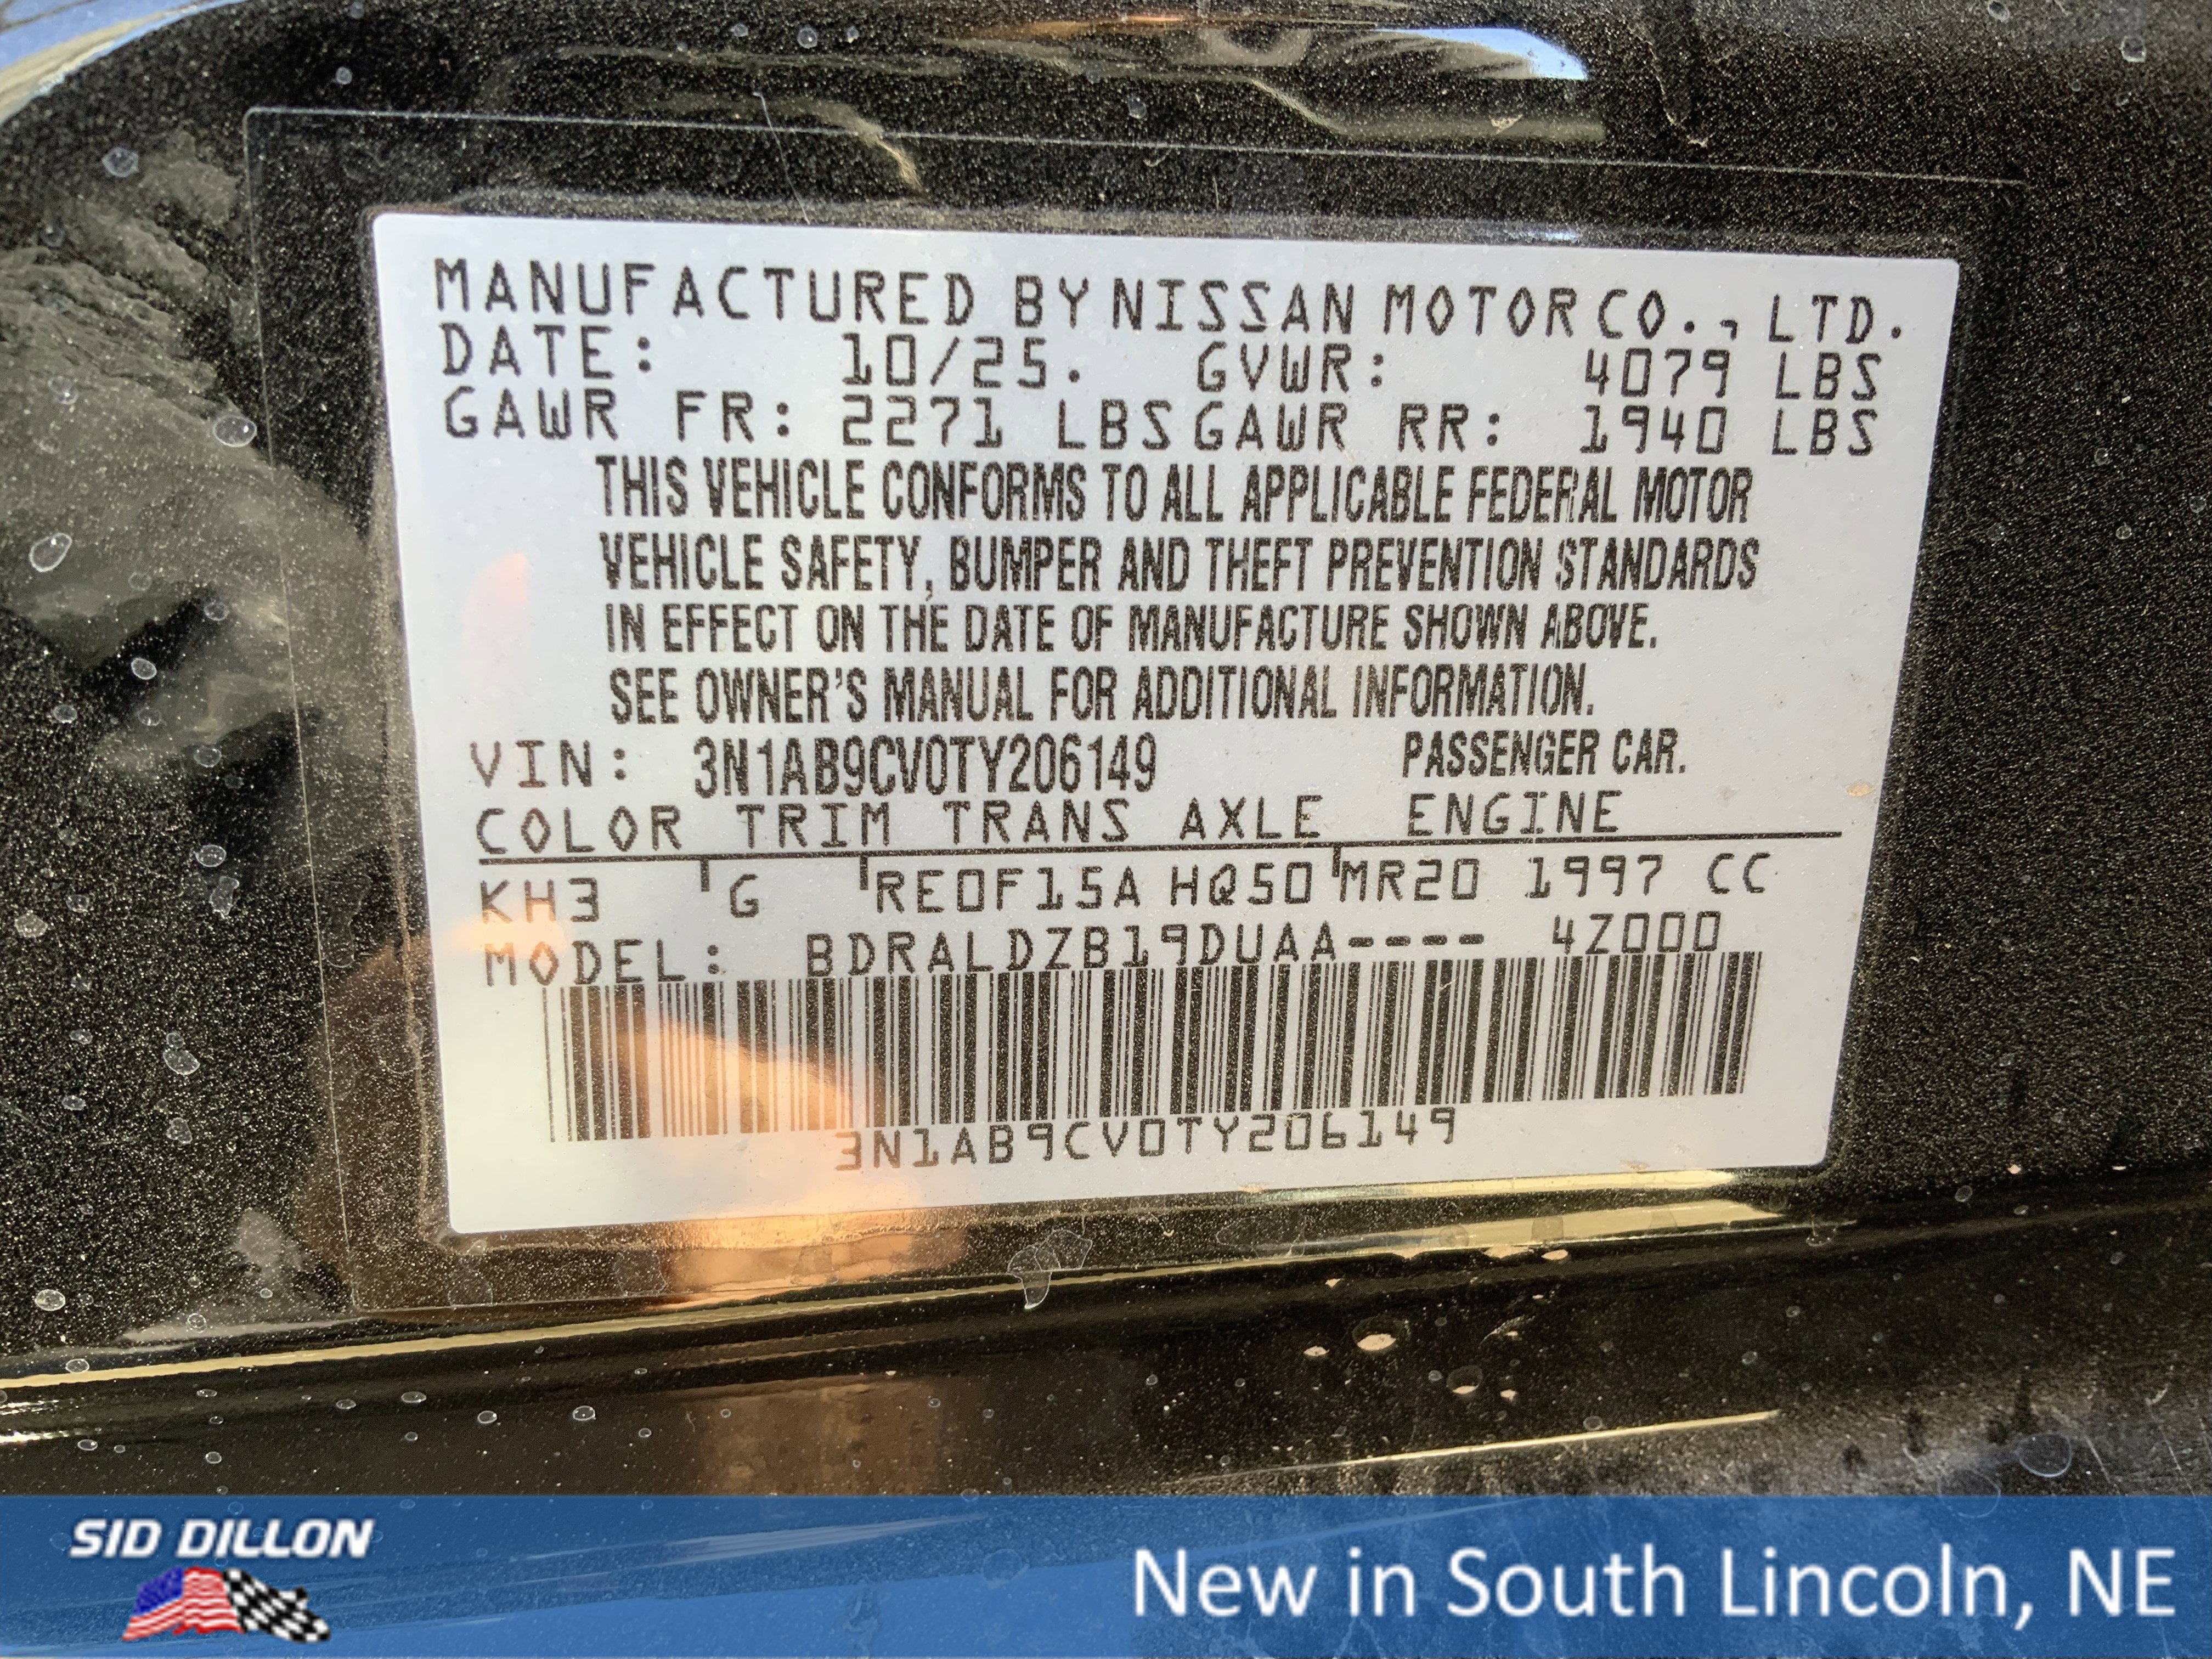 MANUFACTURED BY NISSAN MOTOR CO., LTD.
DATE: 10/25. GVWR: 4079 LBS
GAWR FR: 2271 LBS GAWR RR: 1940 LBS
THIS VEHICLE CONFORMS TO ALL APPLICABLE FEDERAL MOTOR
VEHICLE SAFETY, BUMPER AND THEFT PREVENTION STANDARDS
IN EFFECT ON THE DATE OF MANUFACTURE SHOWN ABOVE.
SEE OWNER'S MANUAL FOR ADDITIONAL INFORMATION.
VIN: 3N1AB9CV0TY206149 PASSENGER CAR.
COLOR TRIM TRANS AXLE ENGINE
KH3 G RE0F15A HQ50 MR20 1997 CC
MODEL: BDRALDZB19DUAA---- 4Z000
3N1AB9CV0TY206149
SID DILLON
New in South Lincoln, NE